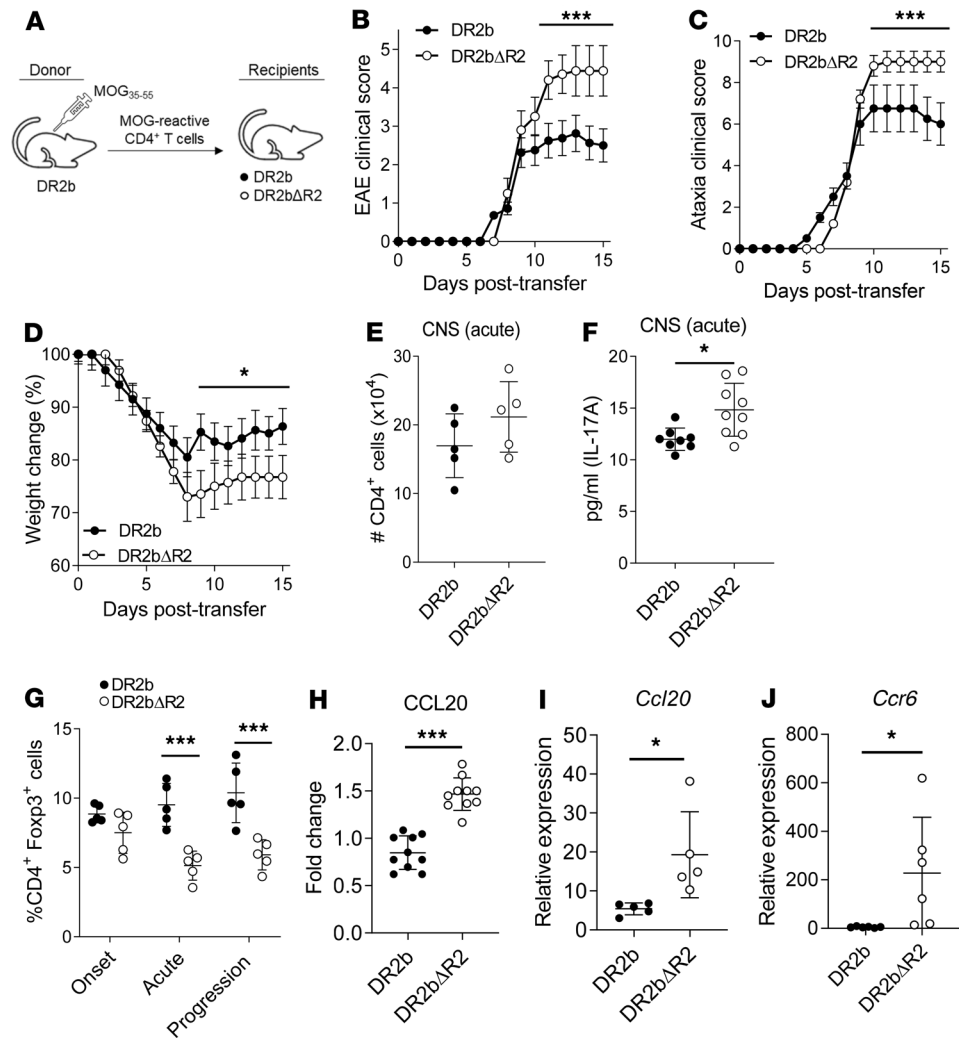 A
Donor
MOG35-55
MOG-reactive
CD4+ T cells
Recipients
DR2b
DR2b
DR2bΔR2
B
DR2b
DR2bΔR2
***
EAE clinical score
5
4
3
2
1
0
0
5
10
15
Days post-transfer
C
DR2b
DR2bΔR2
***
Ataxia clinical score
10
8
6
4
2
0
0
5
10
15
Days post-transfer
D
Weight change (%)
100
90
80
70
60
*
DR2b
DR2bΔR2
0
5
10
15
Days post-transfer
E
CNS (acute)
# CD4+ cells (x10⁴)
30
20
10
0
DR2b
DR2bΔR2
F
CNS (acute)
*
pg/ml (IL-17A)
20
15
10
5
0
DR2b
DR2bΔR2
G
DR2b
DR2bΔR2
%CD4+ Foxp3+ cells
15
10
5
0
***
***
Onset
Acute
Progression
H
CCL20
***
Fold change
2.0
1.5
1.0
0.5
0.0
DR2b
DR2bΔR2
I
Ccl20
*
Relative expression
50
40
30
20
10
0
DR2b
DR2bΔR2
J
Ccr6
*
Relative expression
800
600
400
200
0
DR2b
DR2bΔR2